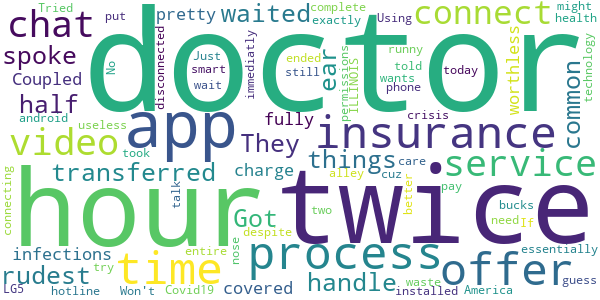 doctor
twice
hour
app
process
offer
insurance
time
service
video
connect
chat
half
things
handle
transferred
They
waited
spoke
rudest
ear
common
Got
charge
fully
covered
infections
pretty
Coupled
worthless
put
Tried
complete
exactly
might
health
Using
No
Just
smart
wait
disconnected
immediatly
ended
still
told
wants
phone
today
permissions
ILLINOIS
runny
technology
android
useless
took
crisis
connecting
talk
alley
cuz
care
better
two
despite
nose
entire
try
pay
bucks
need
If
essentially
LG5
hotline
Won't
Covid19
waste
America
installed
guess